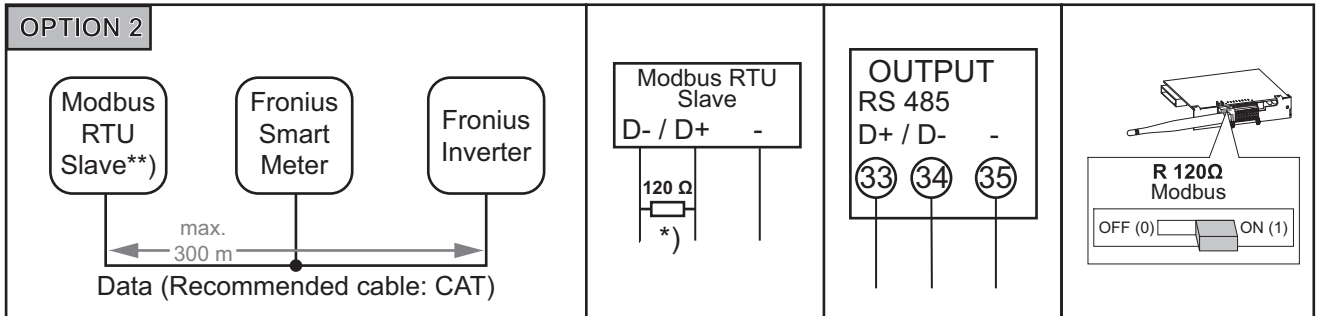 OPTION 2
Modbus
RTU
Slave**)
Fronius
Smart
Meter
Fronius
Inverter
max.
300 m
Data (Recommended cable: CAT)
Modbus RTU
Slave
D- / D+ -
120 Ω
*)
OUTPUT
RS 485
D+ / D- -
33 34 35
R 120Ω
Modbus
OFF (0) ON (1)